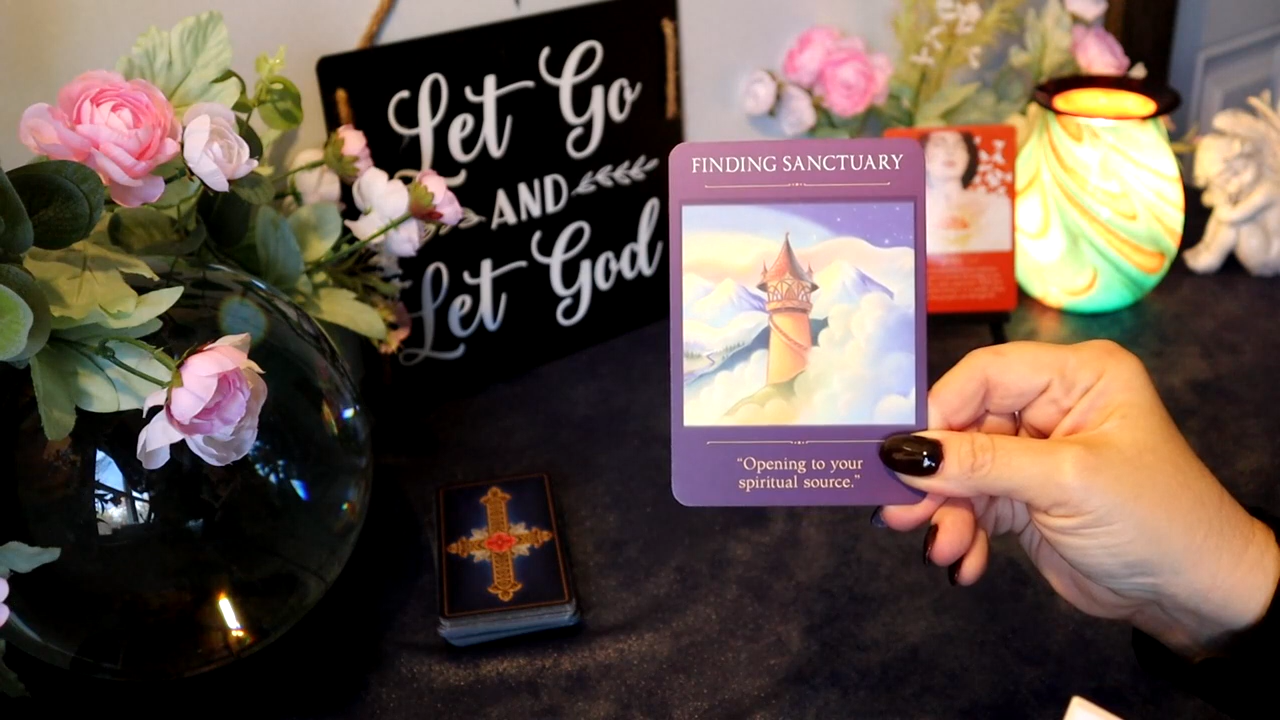 Let Go
AND
Let God
FINDING SANCTUARY
"Opening to your
spiritual source."